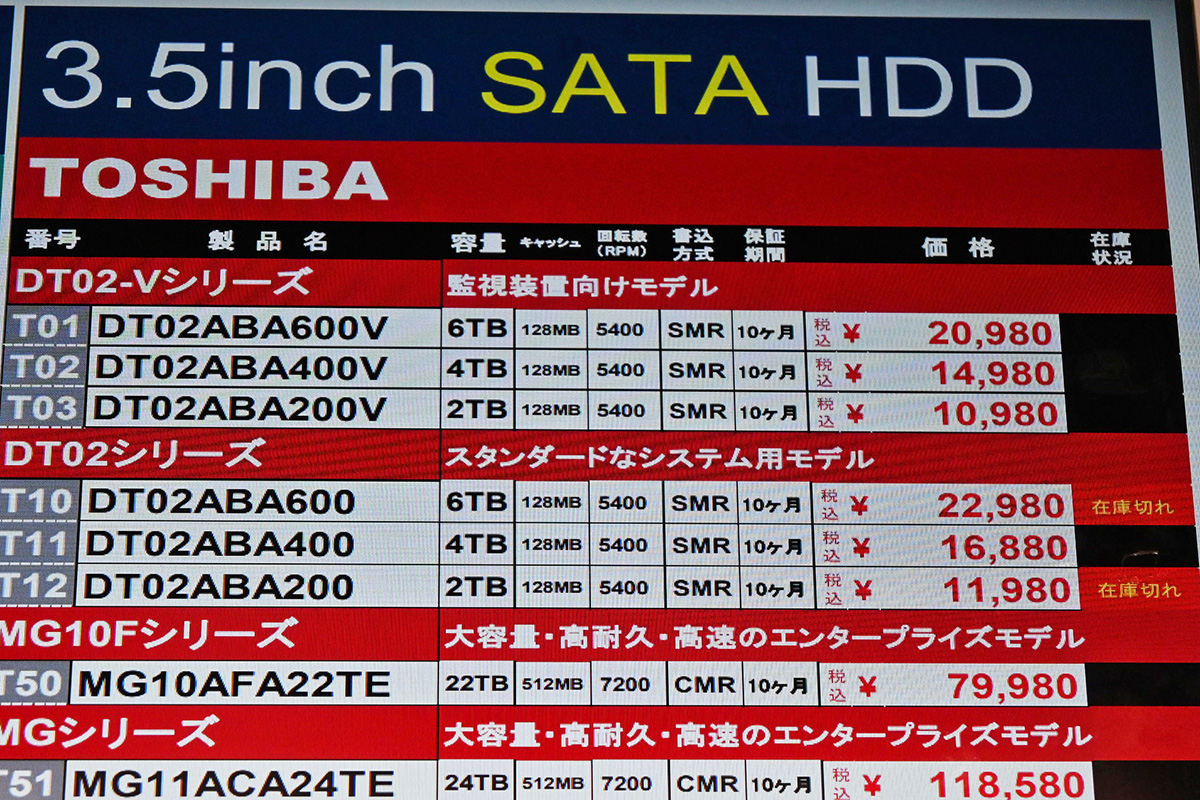 3.5inch SATA HDD
TOSHIBA
番号 製品名 容量 キャッシュ 回転数(RPM) 書込方式 保証期間 価格 在庫状況
DT02-Vシリーズ 監視装置向けモデル
T01 DT02ABA600V 6TB 128MB 5400 SMR 10ヶ月 税込 ¥ 20,980
T02 DT02ABA400V 4TB 128MB 5400 SMR 10ヶ月 税込 ¥ 14,980
T03 DT02ABA200V 2TB 128MB 5400 SMR 10ヶ月 税込 ¥ 10,980
DT02シリーズ スタンダードなシステム用モデル
T10 DT02ABA600 6TB 128MB 5400 SMR 10ヶ月 税込 ¥ 22,980 在庫切れ
T11 DT02ABA400 4TB 128MB 5400 SMR 10ヶ月 税込 ¥ 16,880
T12 DT02ABA200 2TB 128MB 5400 SMR 10ヶ月 税込 ¥ 11,980 在庫切れ
MG10Fシリーズ 大容量・高耐久・高速のエンタープライズモデル
T50 MG10AFA22TE 22TB 512MB 7200 CMR 10ヶ月 税込 ¥ 79,980
MGシリーズ 大容量・高耐久・高速のエンタープライズモデル
T51 MG11ACA24TE 24TB 512MB 7200 CMR 10ヶ月 税込 ¥ 118,580